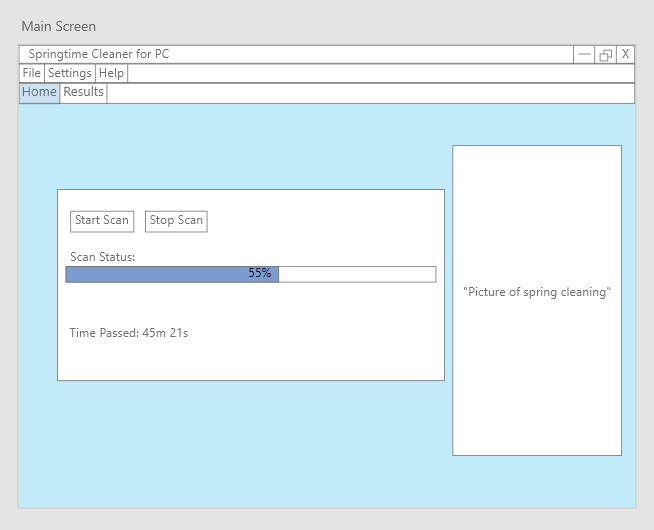 Main Screen
Springtime Cleaner for PC X
File Settings Help
Home Results
Start Scan Stop Scan
Scan Status:
55%
Time Passed: 45m 21s
"Picture of spring cleaning"